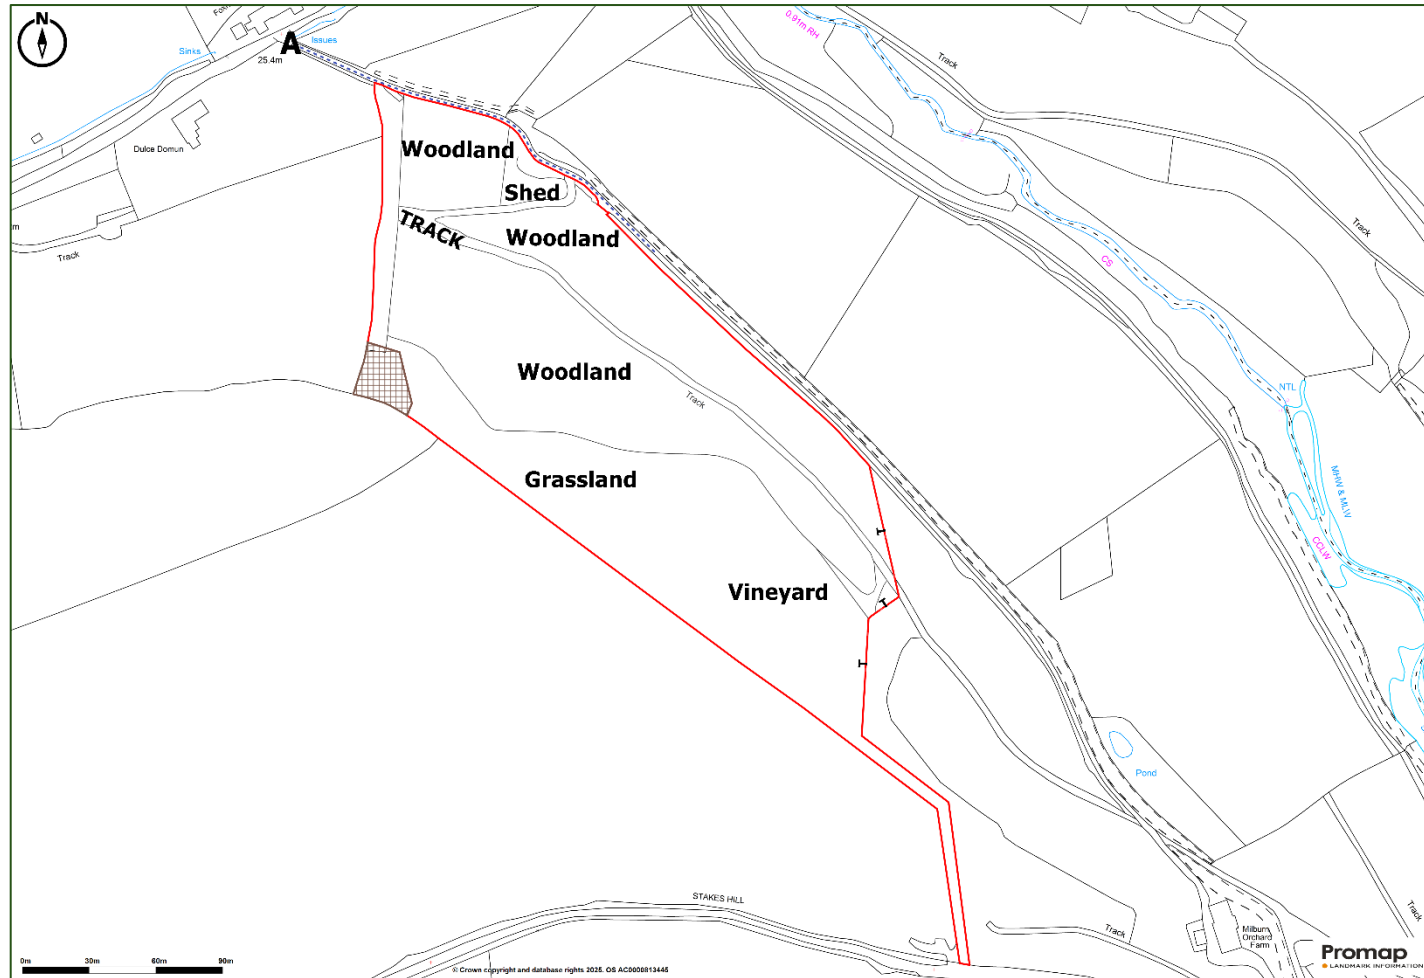 N
A
Issues
Sinks
25.4m
0.91m RH
Track
Dulce Domun
Woodland
Shed
TRACK
Woodland
Track
Track
CS
Woodland
Track
NTL
MHW & MLW
Grassland
CCLW
Vineyard
Pond
STAKES HILL
Track
Milburn
Orchard
Farm
Track
0m 30m 60m 90m
© Crown copyright and database rights 2025. OS AC0000813445
Promap
LANDMARK INFORMATION